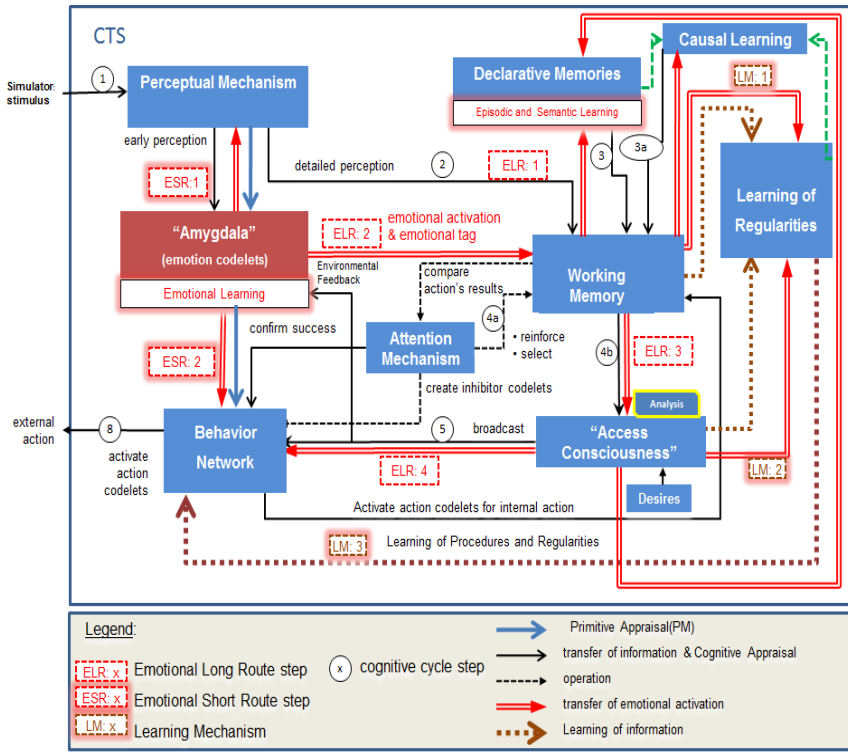 CTS
Causal Learning
Simulator:
stimulus
1
Perceptual Mechanism
Declarative Memories
Episodic and Semantic Learning
LM: 1
early perception
detailed perception
2
ELR: 1
3
3a
ESR:1
Learning of
Regularities
"Amygdala"
(emotion codelets)
Emotional Learning
ELR: 2
emotional activation
& emotional tag
Environmental
Feedback
compare
action's results
Working
Memory
4a
confirm success
Attention
Mechanism
• reinforce
• select
4b
ELR: 3
ESR: 2
create inhibitor codelets
Analysis
external
action
8
activate
action
codelets
Behavior
Network
5
broadcast
"Access
Consciousness"
ELR: 4
LM: 2
Desires
Activate action codelets for internal action
LM: 3
Learning of Procedures and Regularities
Legend:
ELR: x
Emotional Long Route step
ESR: x
Emotional Short Route step
LM: x
Learning Mechanism
x
cognitive cycle step
Primitive Appraisal(PM)
transfer of information & Cognitive Appraisal
operation
transfer of emotional activation
Learning of information